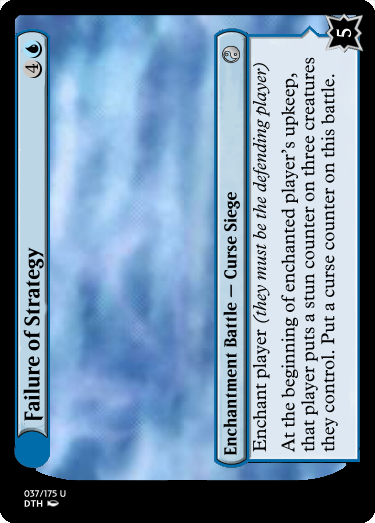 Failure of Strategy 4
Enchantment Battle — Curse Siege
Enchant player (they must be the defending player)
At the beginning of enchanted player's upkeep,
that player puts a stun counter on three creatures
they control. Put a curse counter on this battle.
5
037/175 U
DTH